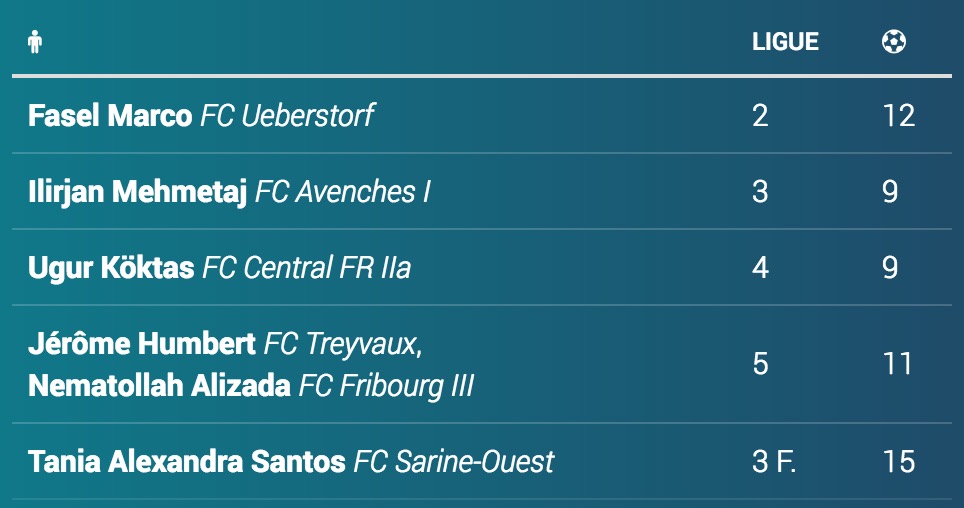 LIGUE
Fasel Marco FC Ueberstorf 2 12
Ilirjan Mehmetaj FC Avenches I 3 9
Ugur Köktas FC Central FR IIa 4 9
Jérôme Humbert FC Treyvaux,
Nematollah Alizada FC Fribourg III 5 11
Tania Alexandra Santos FC Sarine-Ouest 3 F. 15